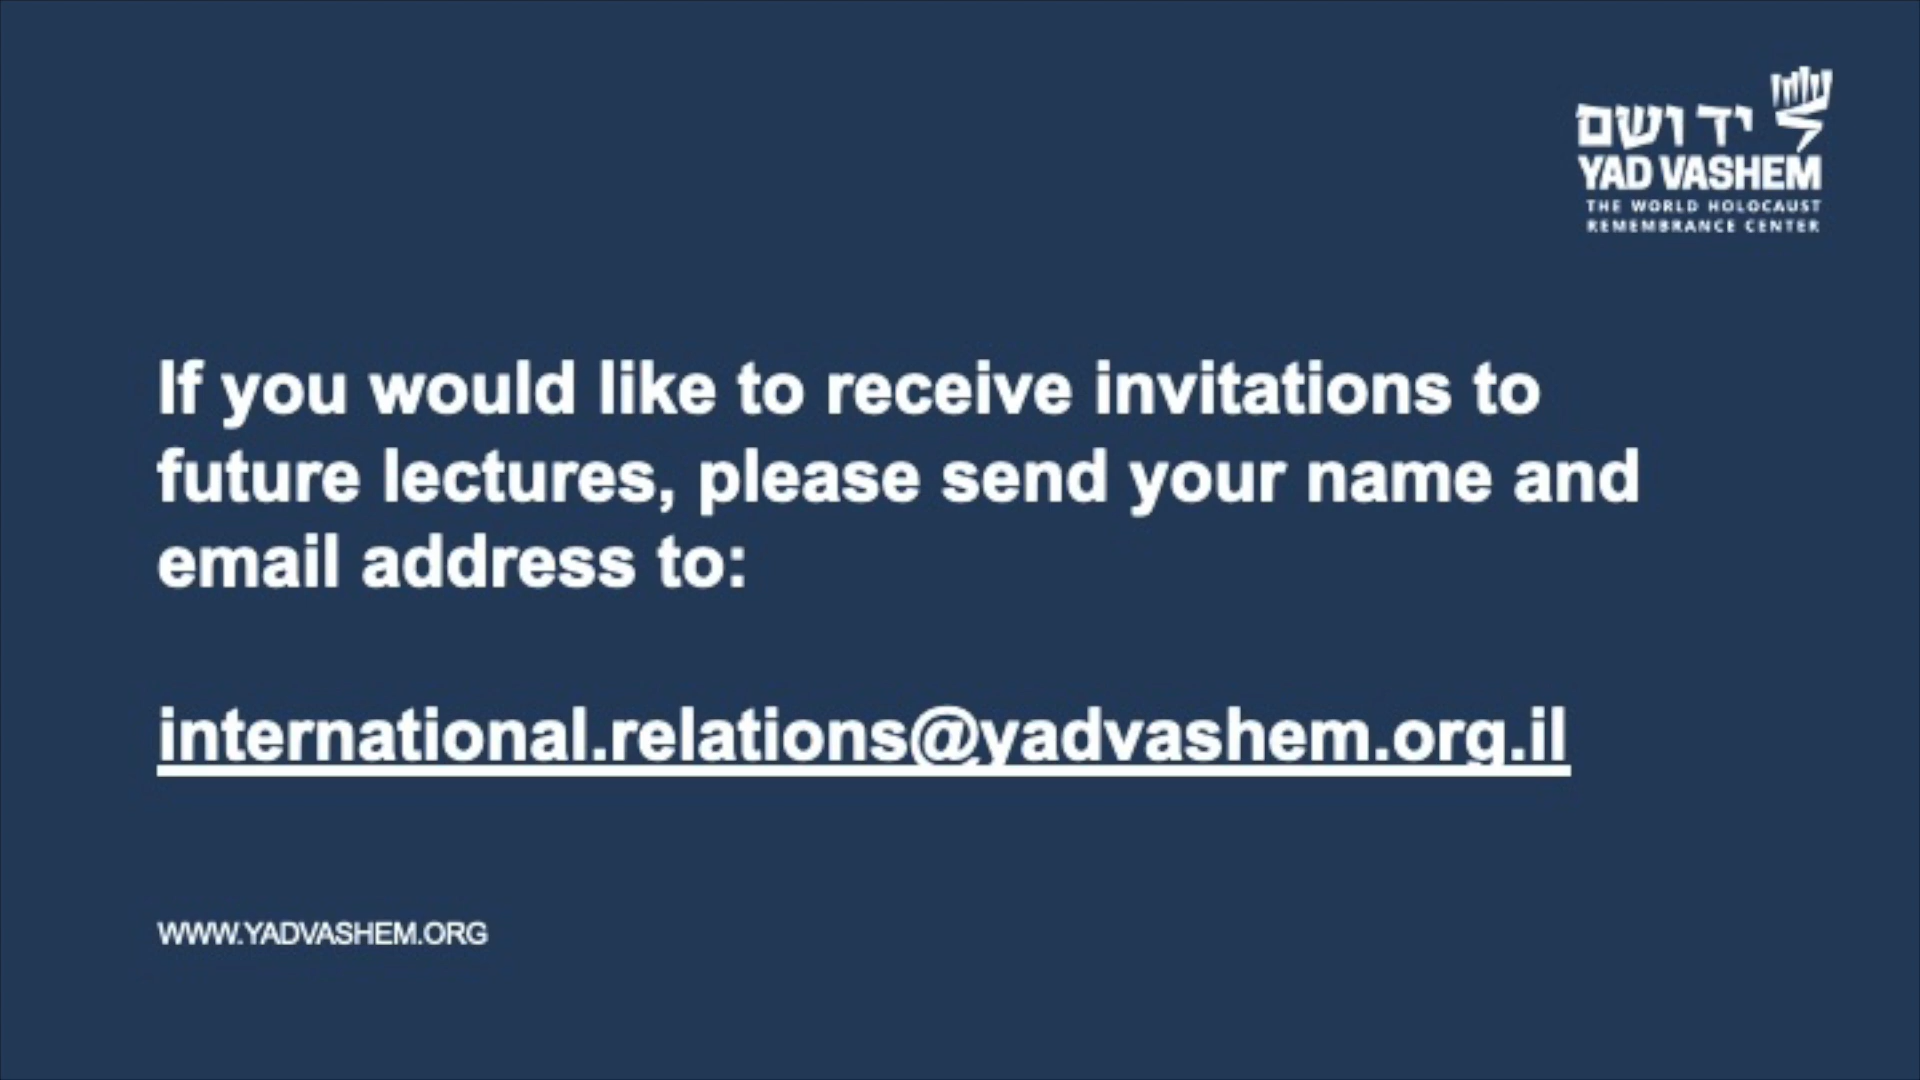 יד ושם
YAD VASHEM
THE WORLD HOLOCAUST
REMEMBRANCE CENTER
If you would like to receive invitations to
future lectures, please send your name and
email address to:
international.relations@yadvashem.org.il
WWW.YADVASHEM.ORG